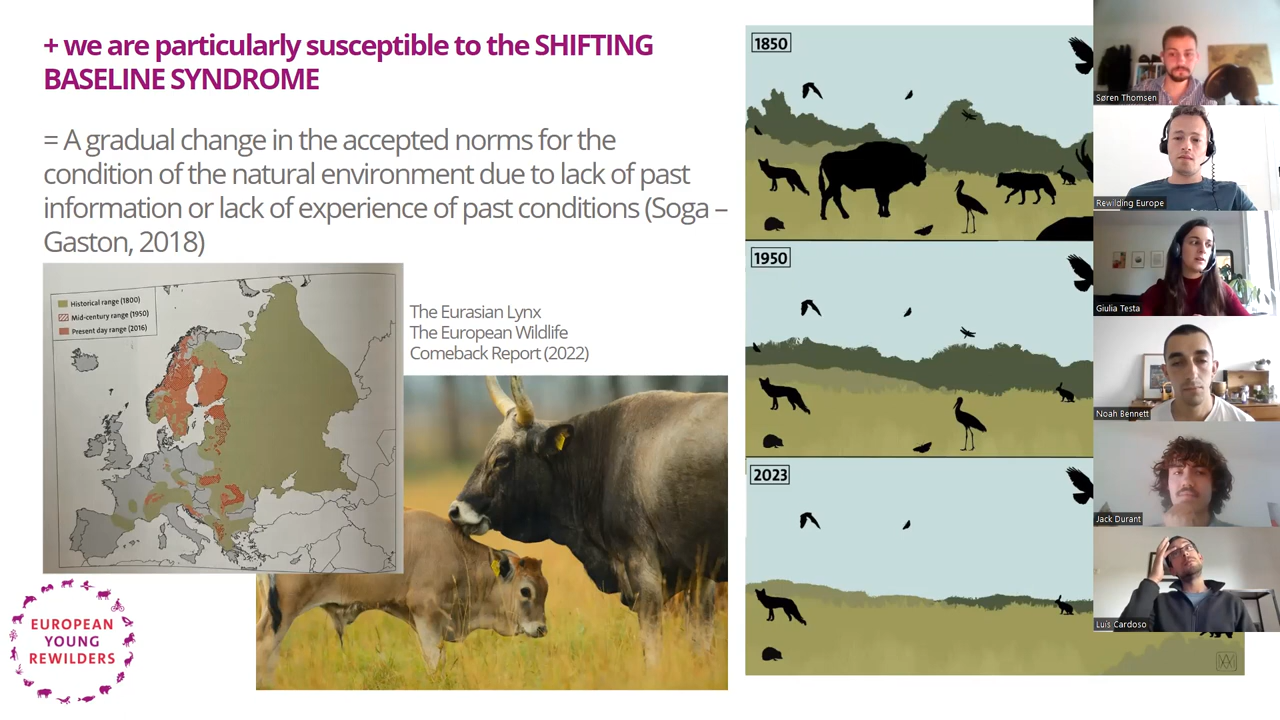 + we are particularly susceptible to the SHIFTING
BASELINE SYNDROME
= A gradual change in the accepted norms for the
condition of the natural environment due to lack of past
information or lack of experience of past conditions (Soga –
Gaston, 2018)
Historical range (1800)
Mid-century range (1950)
Present day range (2016)
The Eurasian Lynx
The European Wildlife
Comeback Report (2022)
EUROPEAN
YOUNG
REWILDERS
1850
1950
2023
Søren Thomsen
Rewilding Europe
Giulia Testa
Noah Bennett
Jack Durant
Luís Cardoso